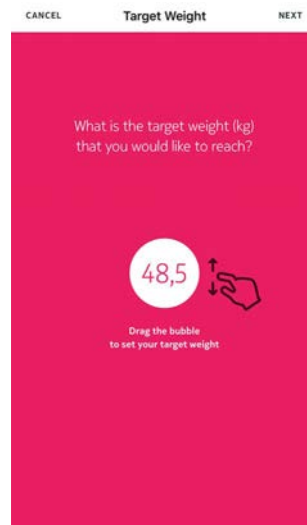 CANCEL Target Weight NEXT
What is the target weight (kg)
that you would like to reach?
48,5
Drag the bubble
to set your target weight